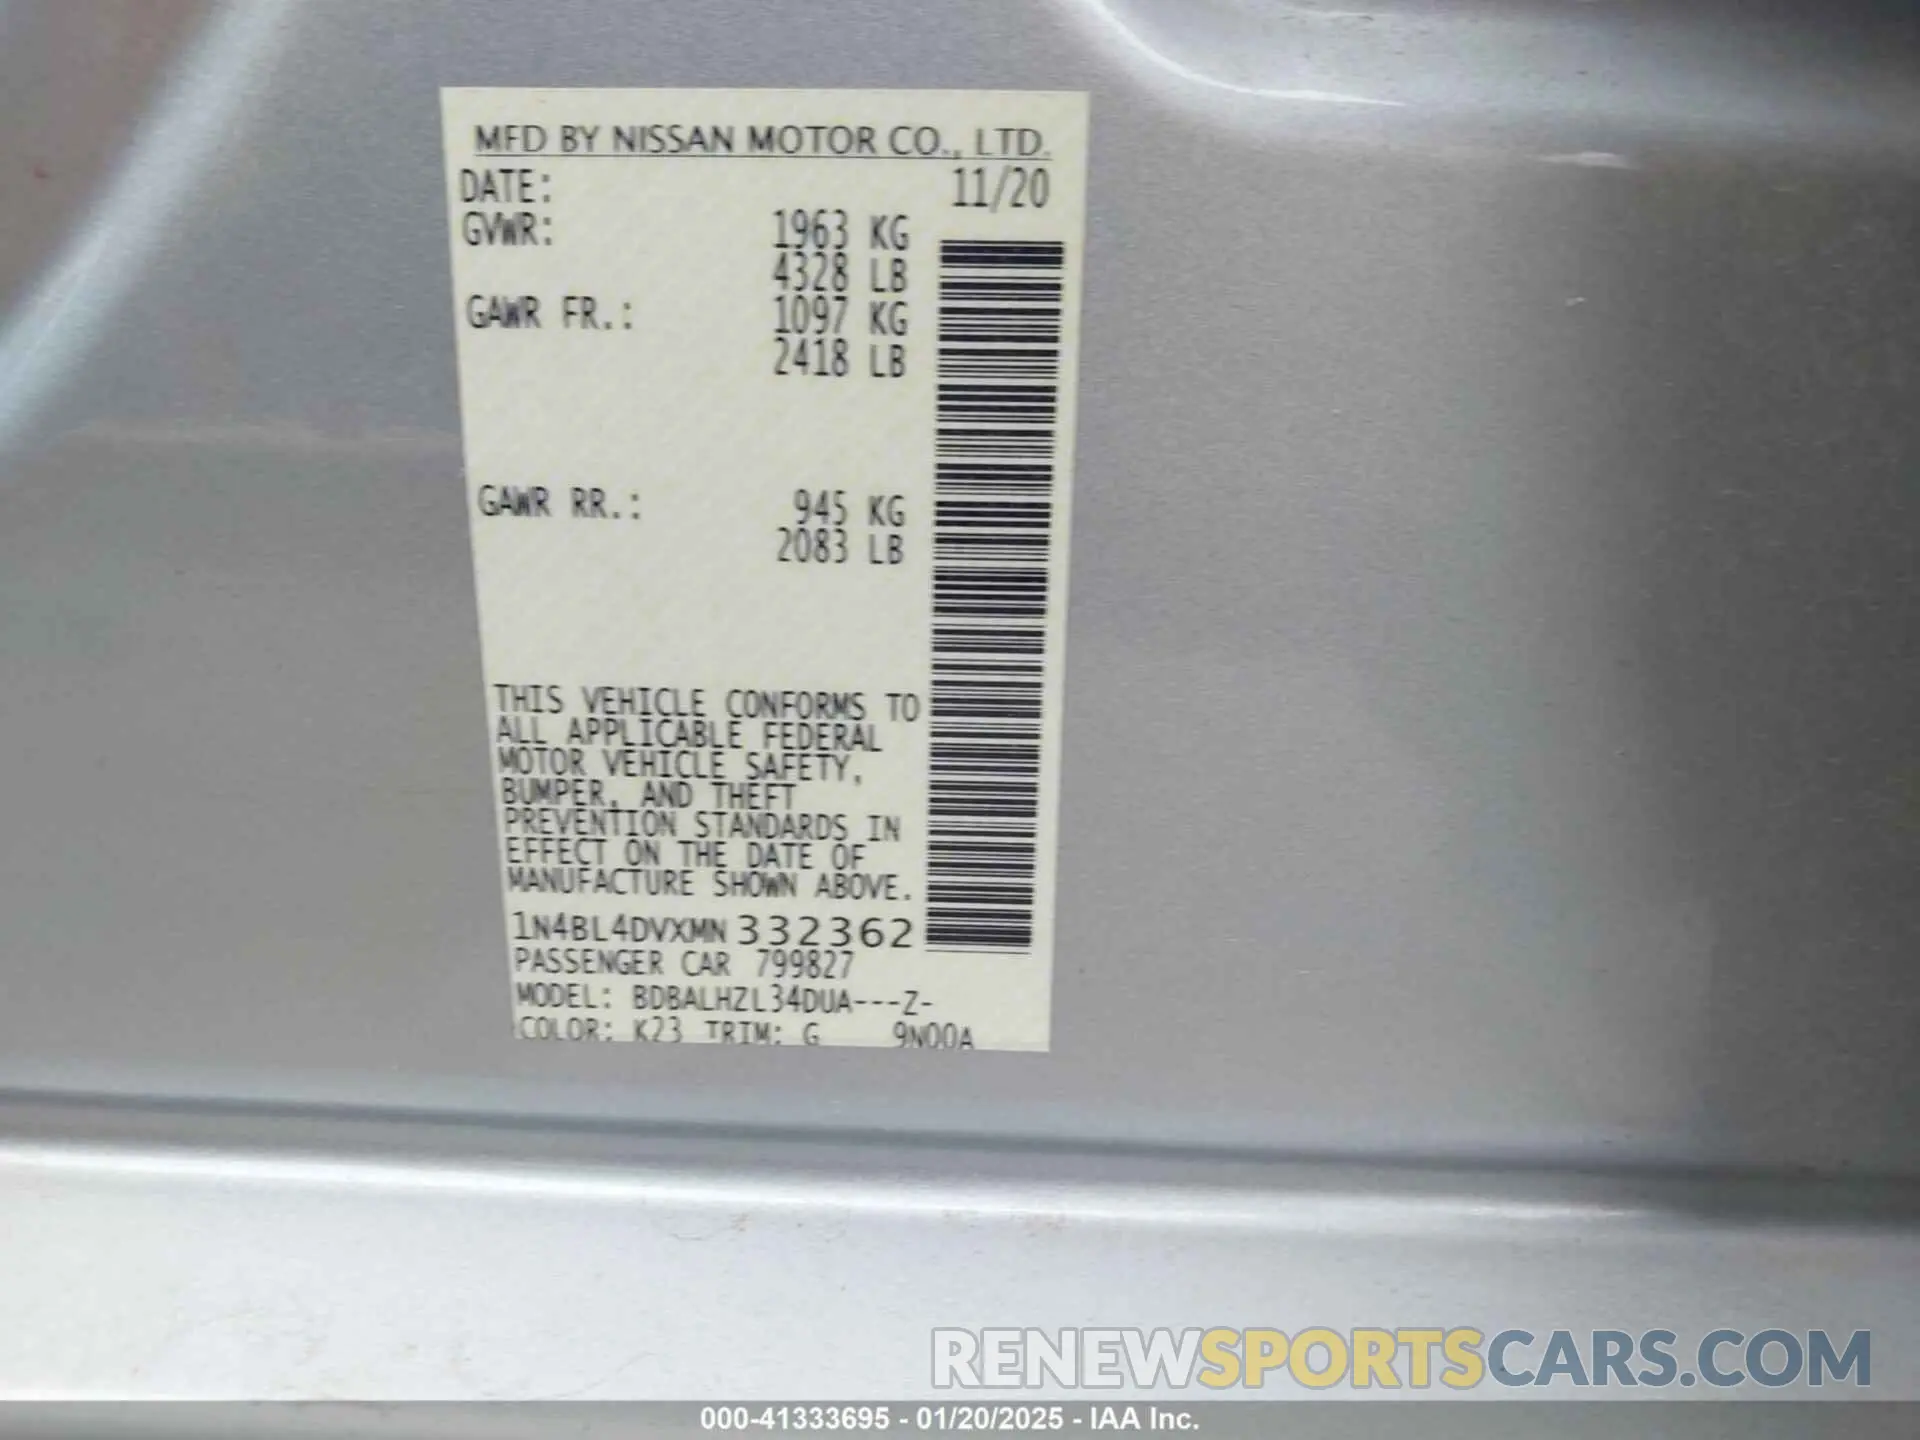 MFD BY NISSAN MOTOR CO., LTD.
DATE: 11/20
GVWR: 1963 KG
4328 LB
GAWR FR.: 1097 KG
2418 LB
GAWR RR.: 945 KG
2083 LB
THIS VEHICLE CONFORMS TO
ALL APPLICABLE FEDERAL
MOTOR VEHICLE SAFETY,
BUMPER, AND THEFT
PREVENTION STANDARDS IN
EFFECT ON THE DATE OF
MANUFACTURE SHOWN ABOVE.
1N4BL4DVXMN332362
PASSENGER CAR 799827
MODEL: BDBALHZL34DUA---Z-
COLOR: K23 TRIM: G 9N00A
RENEWSPORTSCARS.COM
000-41333695 - 01/20/2025 - IAA Inc.